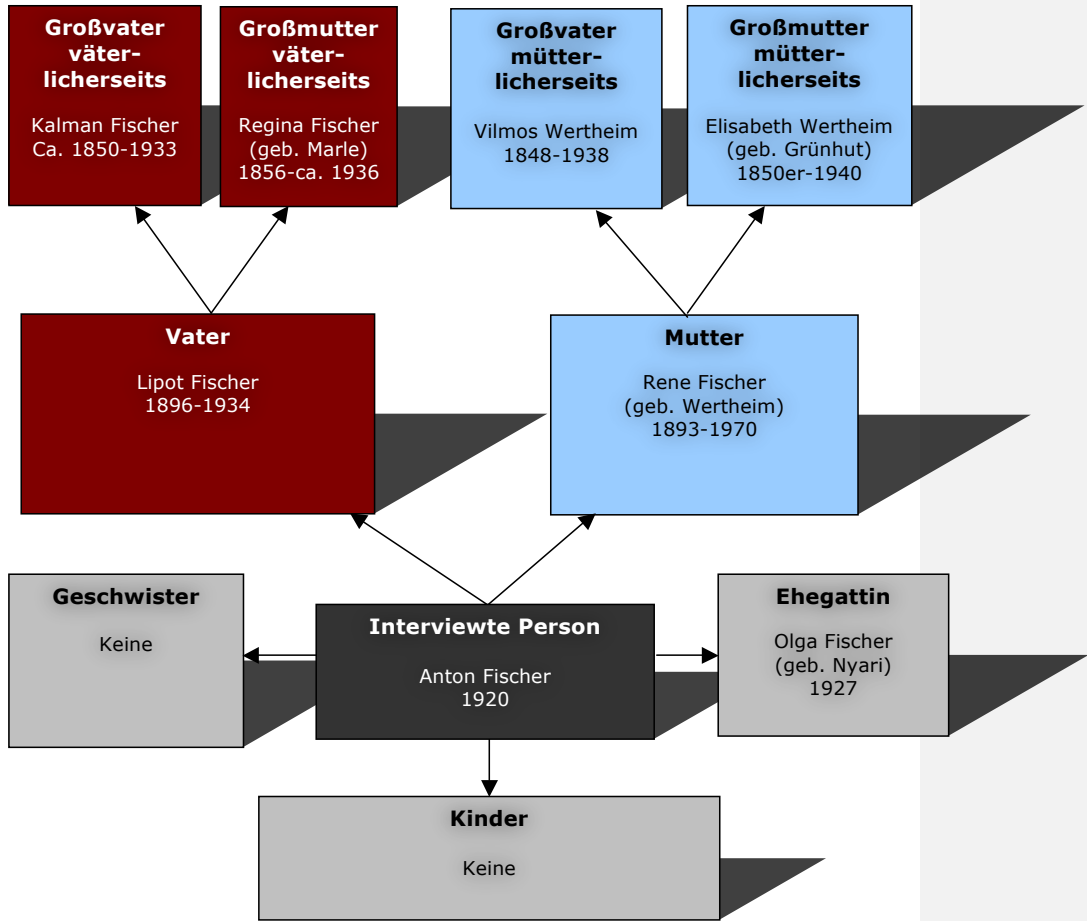 Großvater
väter-
licherseits
Kalman Fischer
Ca. 1850-1933
Großmutter
väter-
licherseits
Regina Fischer
(geb. Marle)
1856-ca. 1936
Großvater
mütter-
licherseits
Vilmos Wertheim
1848-1938
Großmutter
mütter-
licherseits
Elisabeth Wertheim
(geb. Grünhut)
1850er-1940
Vater
Lipot Fischer
1896-1934
Mutter
Rene Fischer
(geb. Wertheim)
1893-1970
Geschwister
Keine
Interviewte Person
Anton Fischer
1920
Ehegattin
Olga Fischer
(geb. Nyari)
1927
Kinder
Keine